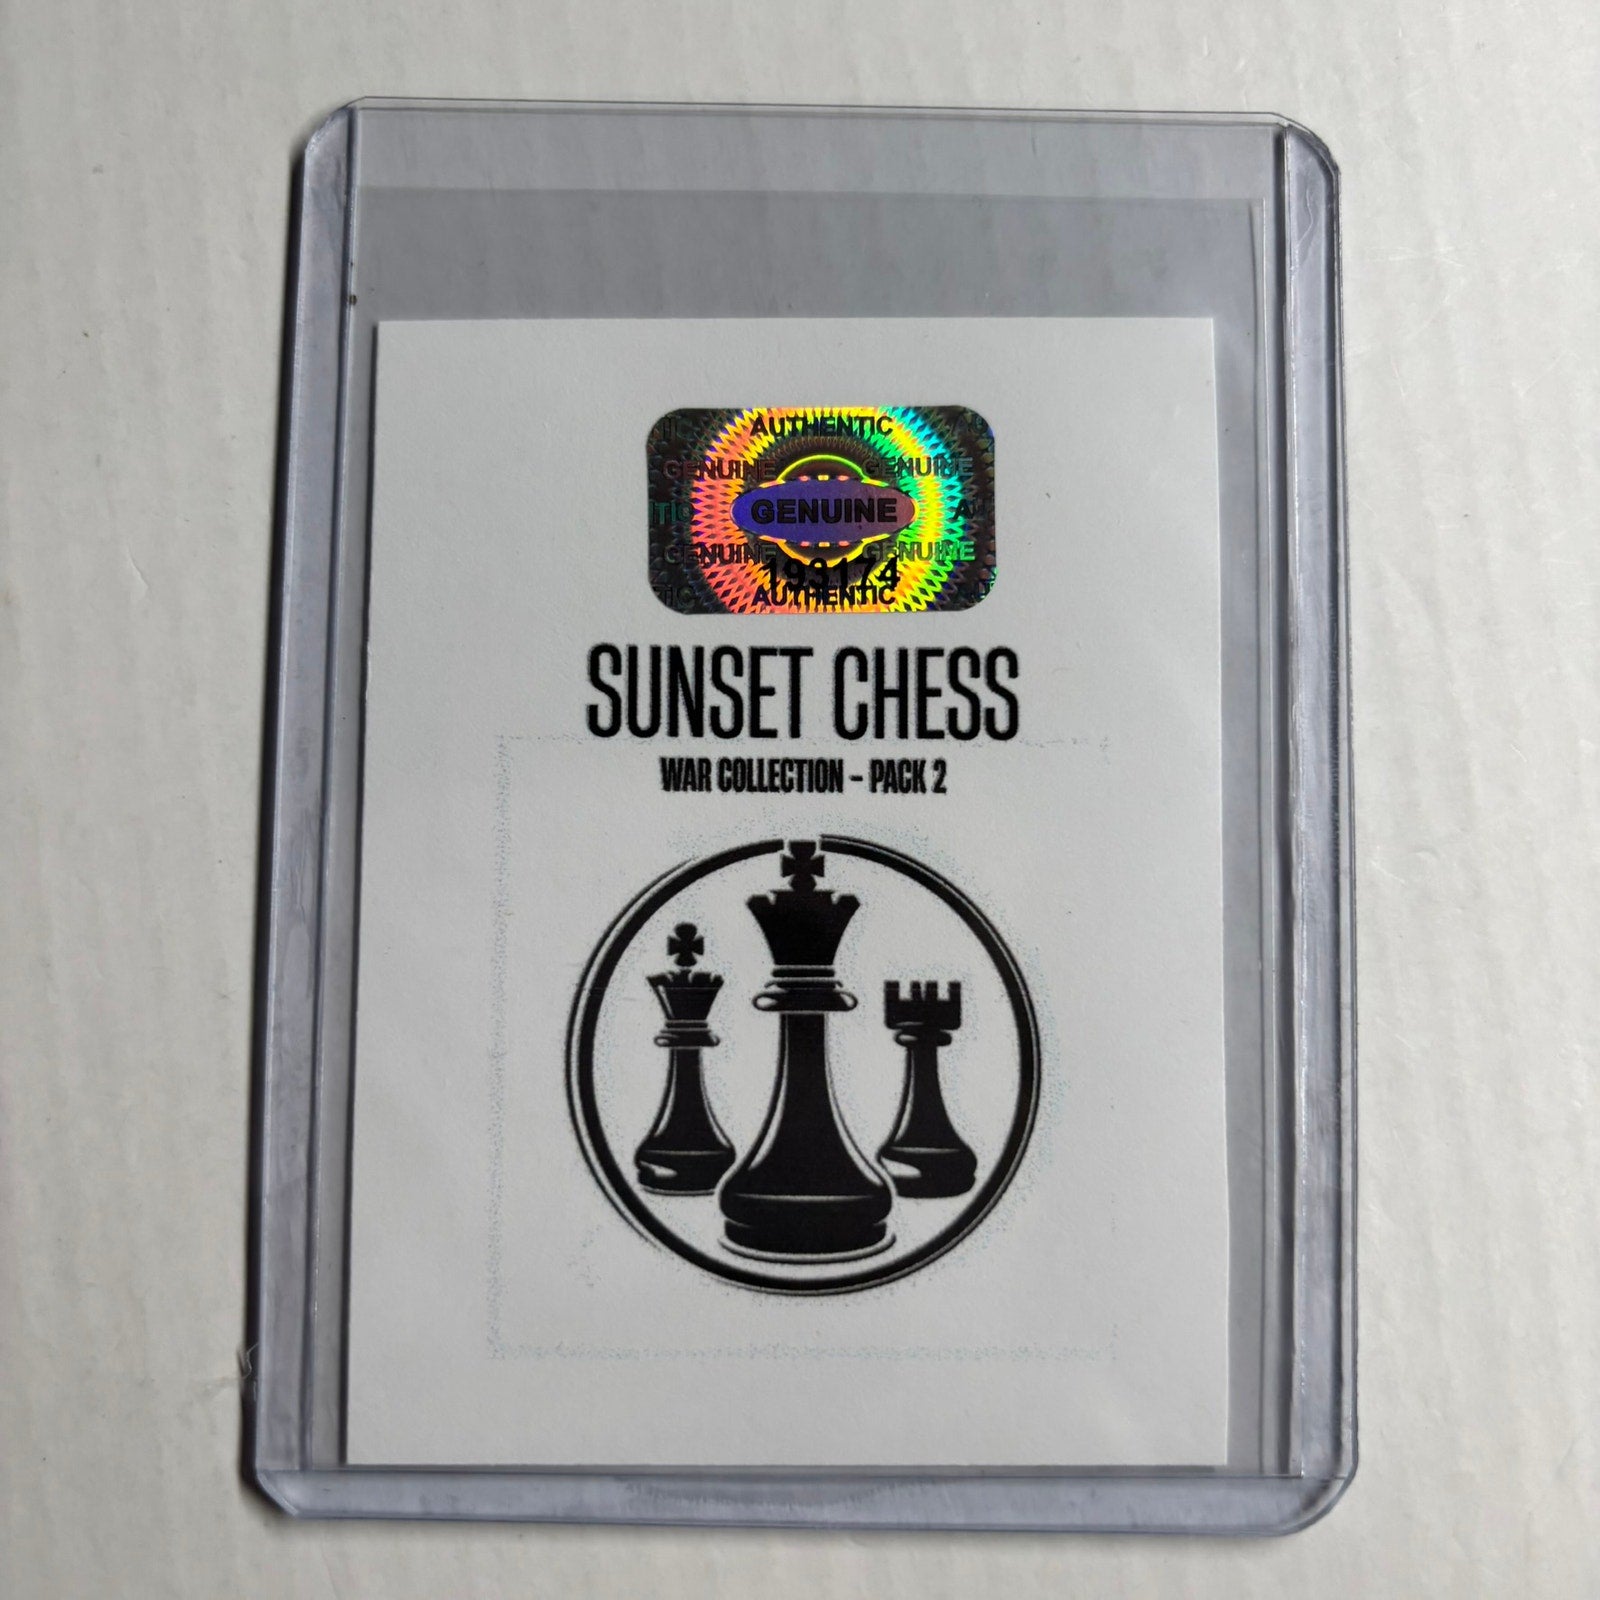 AUTHENTIC
GENUINE GENUINE
GENUINE
GENUINE GENUINE
193174
AUTHENTIC
SUNSET CHESS
WAR COLLECTION - PACK 2